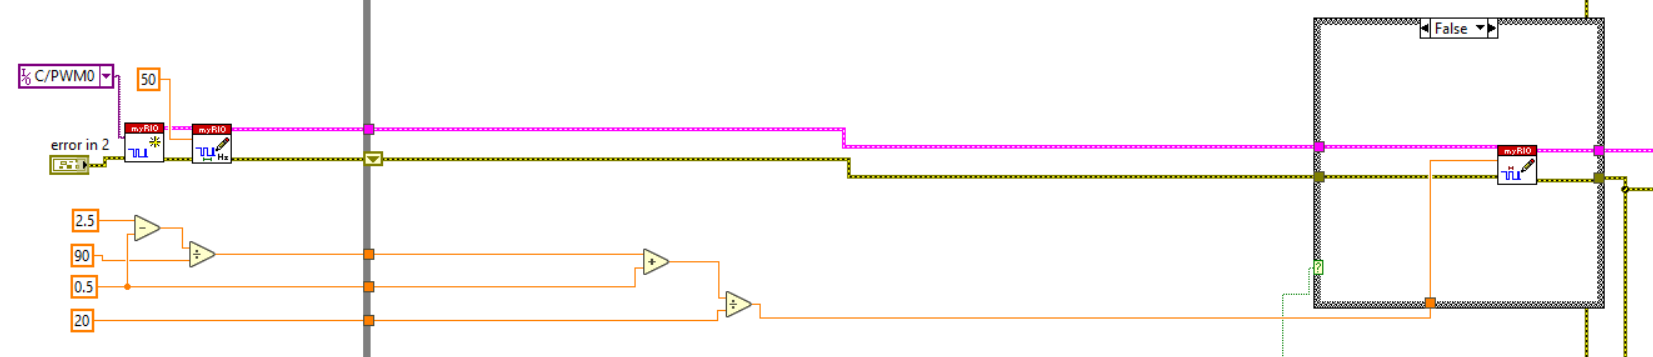 False
C/PWM0
50
myRIO
myRIO
Hz
error in 2
myRIO
2.5
-
÷
90
+
0.5
÷
?
20